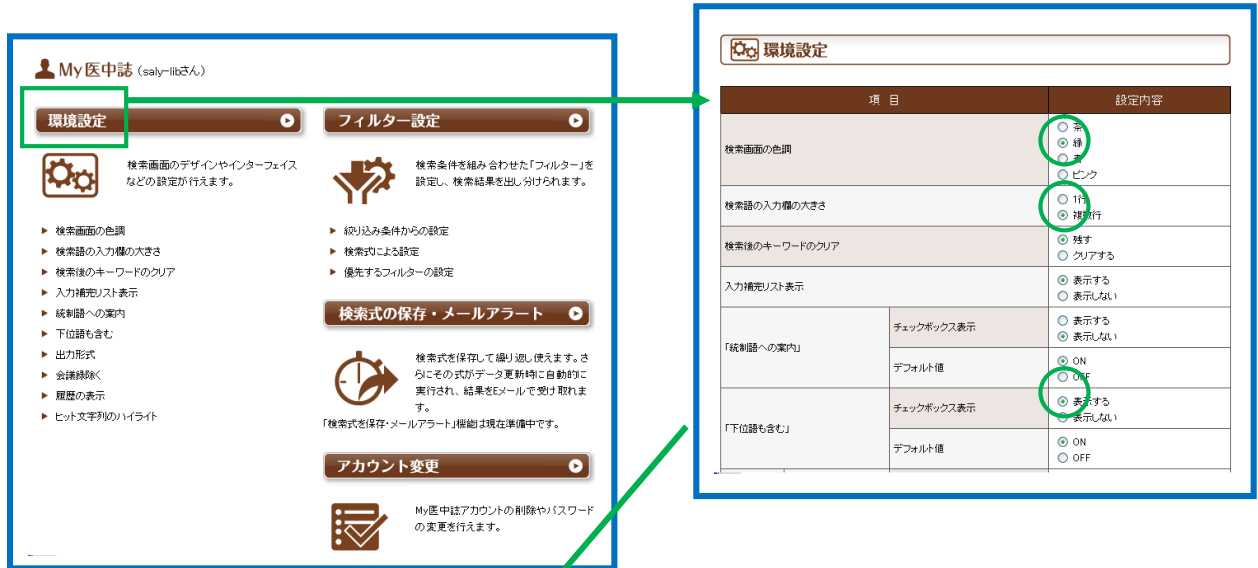 My 医中誌 (saly-libさん)
環境設定
検索画面のデザインやインターフェイス
などの設定が行えます。
検索画面の色調
検索語の入力欄の大きさ
検索後のキーワードのクリア
入力補完リスト表示
統制語への案内
下位語も含む
出力形式
会議録除く
履歴の表示
ヒット文字列のハイライト
フィルター設定
検索条件を組み合わせた「フィルター」を
設定し、検索結果を出し分けられます。
絞り込み条件からの設定
検索式による設定
優先するフィルターの設定
検索式の保存・メールアラート
検索式を保存して繰り返し使えます。さ
らにその式がデータ更新時に自動的に
実行され、結果をEメールで受け取れま
す。
「検索式を保存・メールアラート」機能は現在準備中です。
アカウント変更
My医中誌アカウントの削除やパスワード
の変更を行えます。
環境設定
項 目 設定内容
検索画面の色調
茶
緑
青
ピンク
検索語の入力欄の大きさ
1行
複数行
検索後のキーワードのクリア
残す
クリアする
入力補完リスト表示
表示する
表示しない
「統制語への案内」
チェックボックス表示
表示する
表示しない
デフォルト値
ON
OFF
「下位語も含む」
チェックボックス表示
表示する
表示しない
デフォルト値
ON
OFF